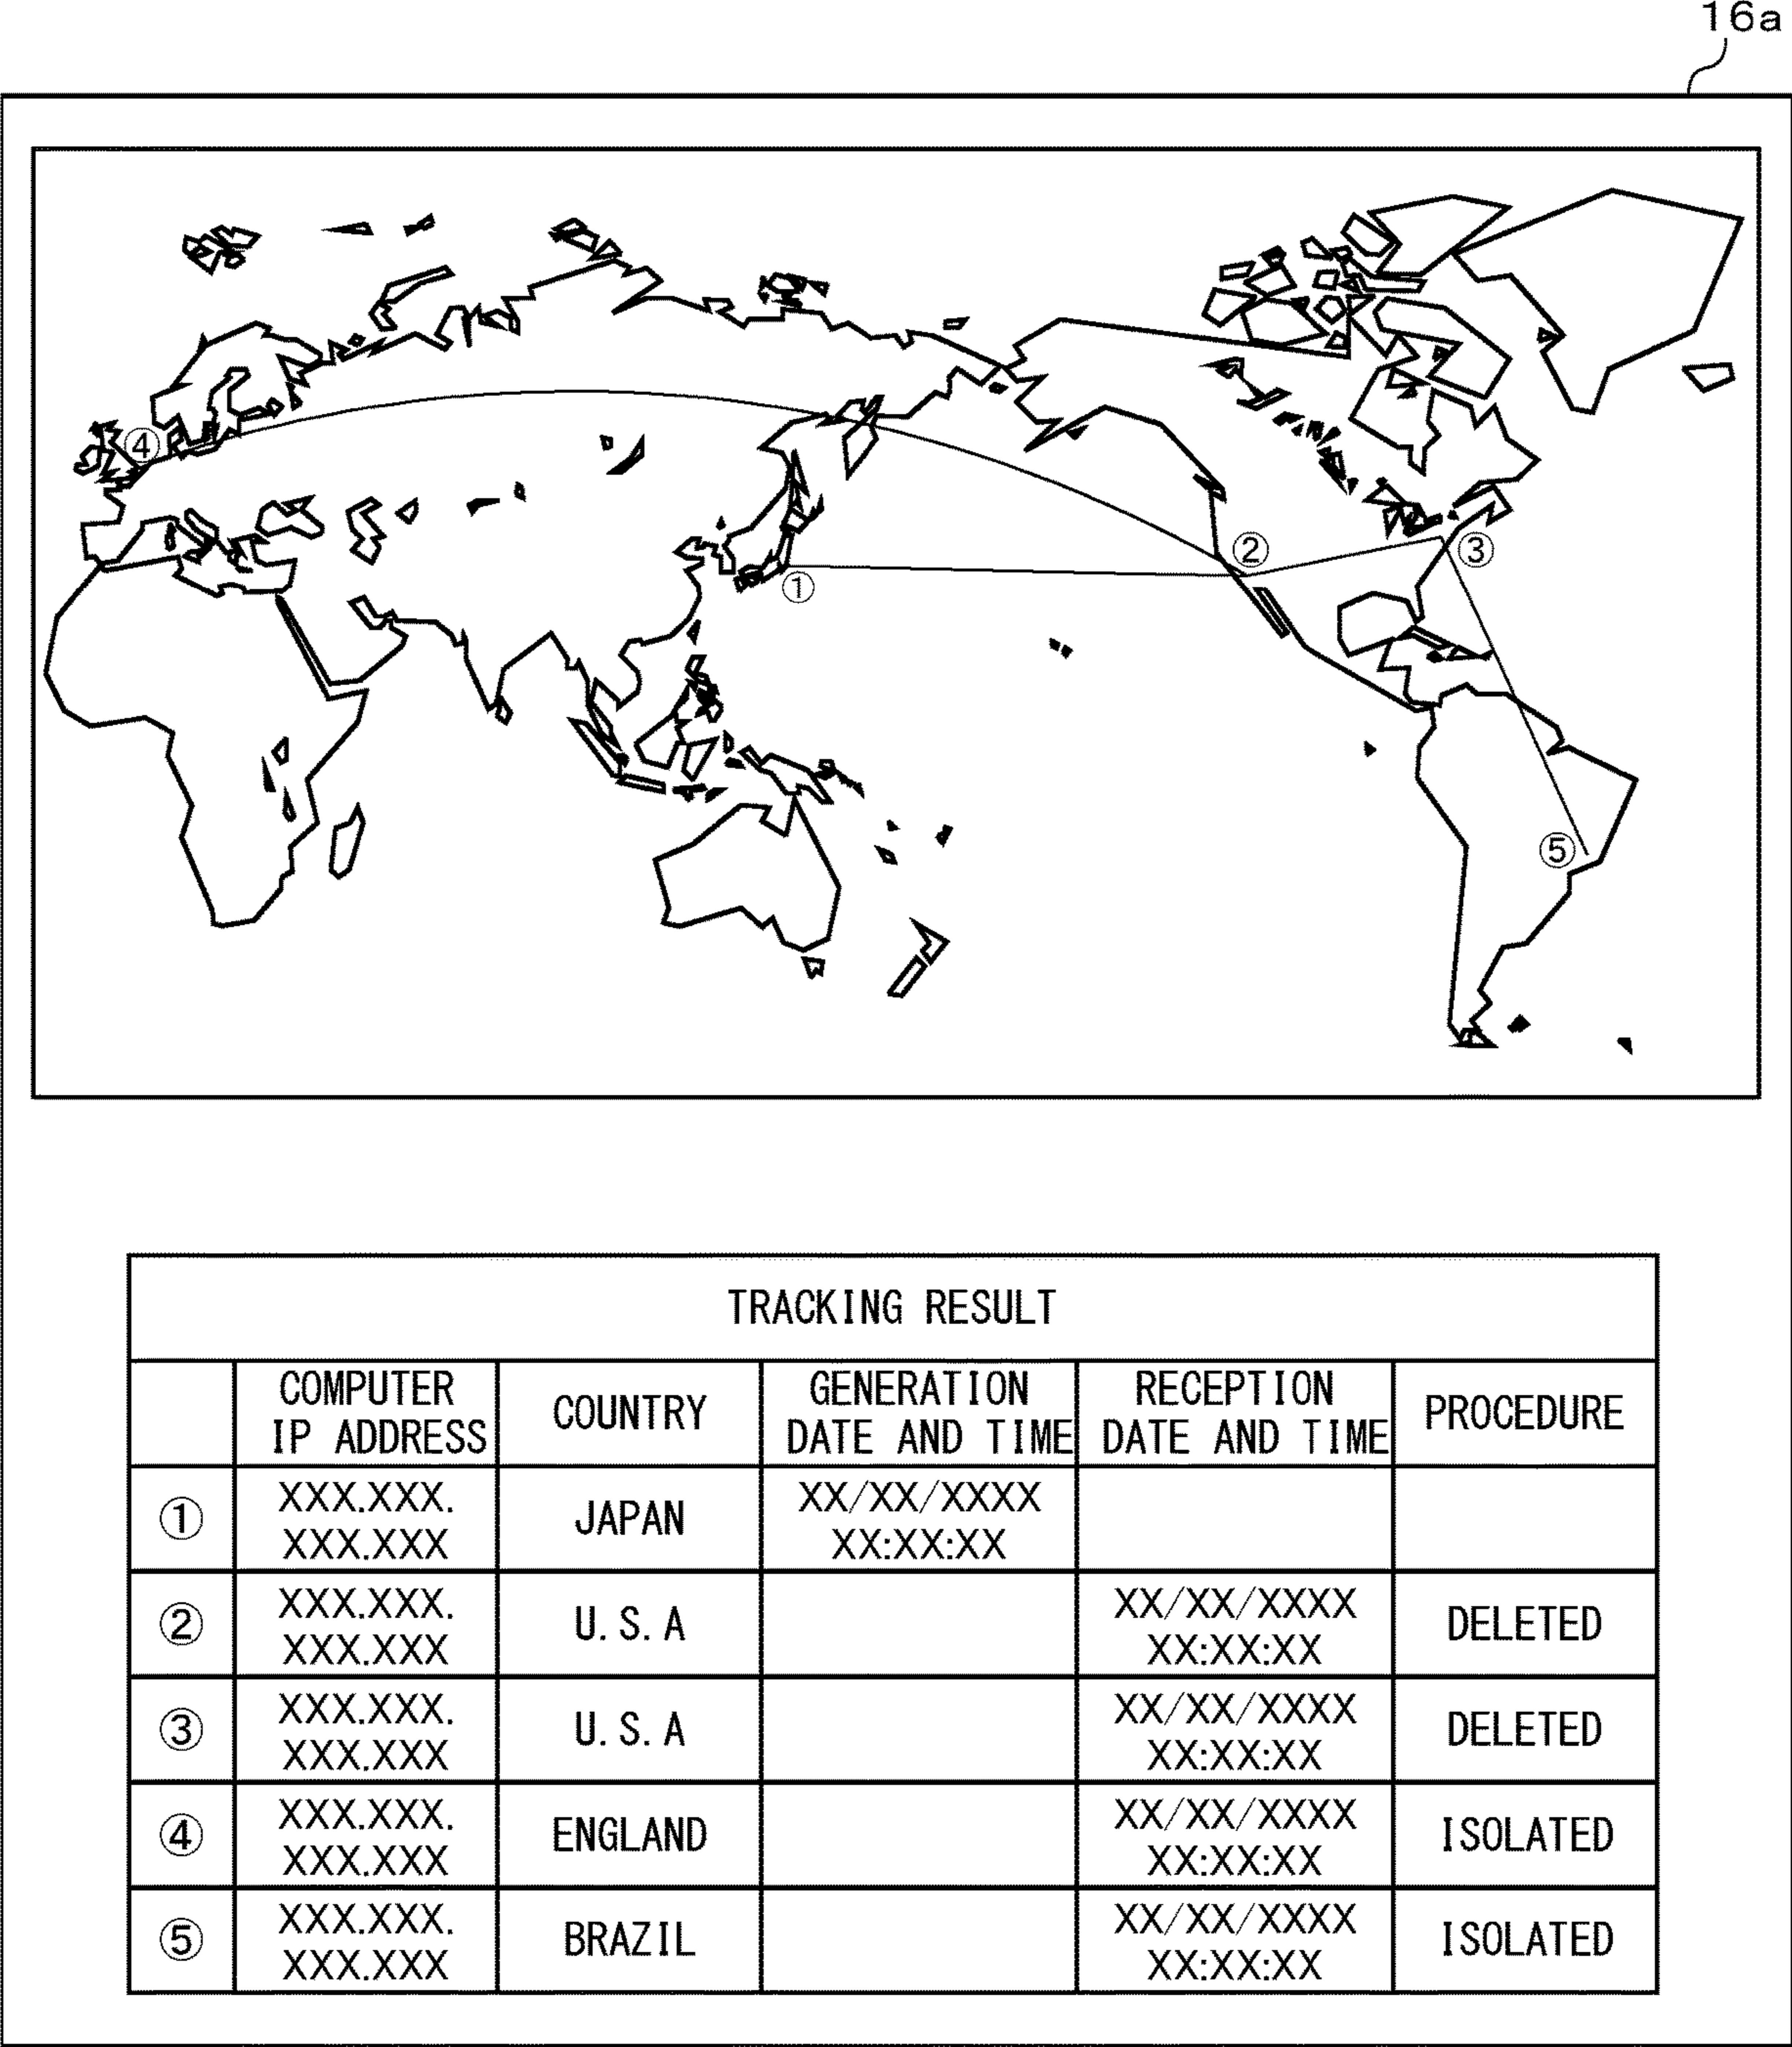 16a
④
②
③
①
⑤
TRACKING RESULT
COMPUTER
IP ADDRESS
COUNTRY
GENERATION
DATE AND TIME
RECEPTION
DATE AND TIME
PROCEDURE
①
XXX.XXX.
XXX.XXX
JAPAN
XX/XX/XXXX
XX:XX:XX
②
XXX.XXX.
XXX.XXX
U.S.A
XX/XX/XXXX
XX:XX:XX
DELETED
③
XXX.XXX.
XXX.XXX
U.S.A
XX/XX/XXXX
XX:XX:XX
DELETED
④
XXX.XXX.
XXX.XXX
ENGLAND
XX/XX/XXXX
XX:XX:XX
ISOLATED
⑤
XXX.XXX.
XXX.XXX
BRAZIL
XX/XX/XXXX
XX:XX:XX
ISOLATED